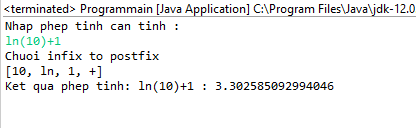 <terminated> Programmain [Java Application] C:\Program Files\Java\jdk-12.0
Nhap phep tinh can tinh :
ln(10)+1
Chuoi infix to postfix
[10, ln, 1, +]
Ket qua phep tinh: ln(10)+1 : 3.302585092994046